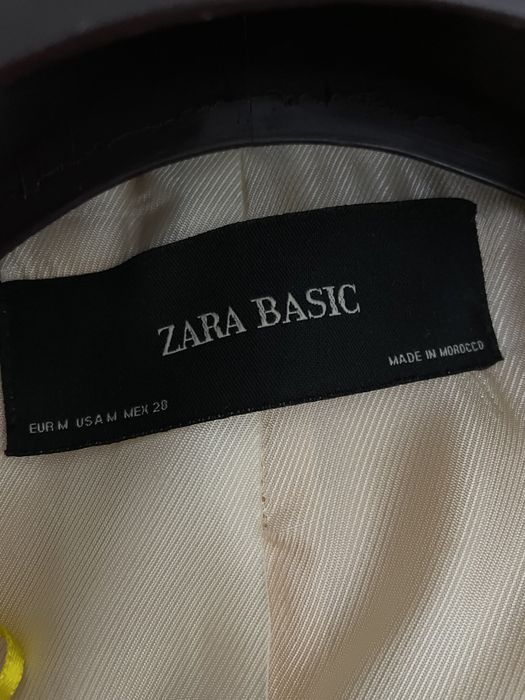 ZARA BASIC
MADE IN MOROCCO
EUR M USA M MEX 28